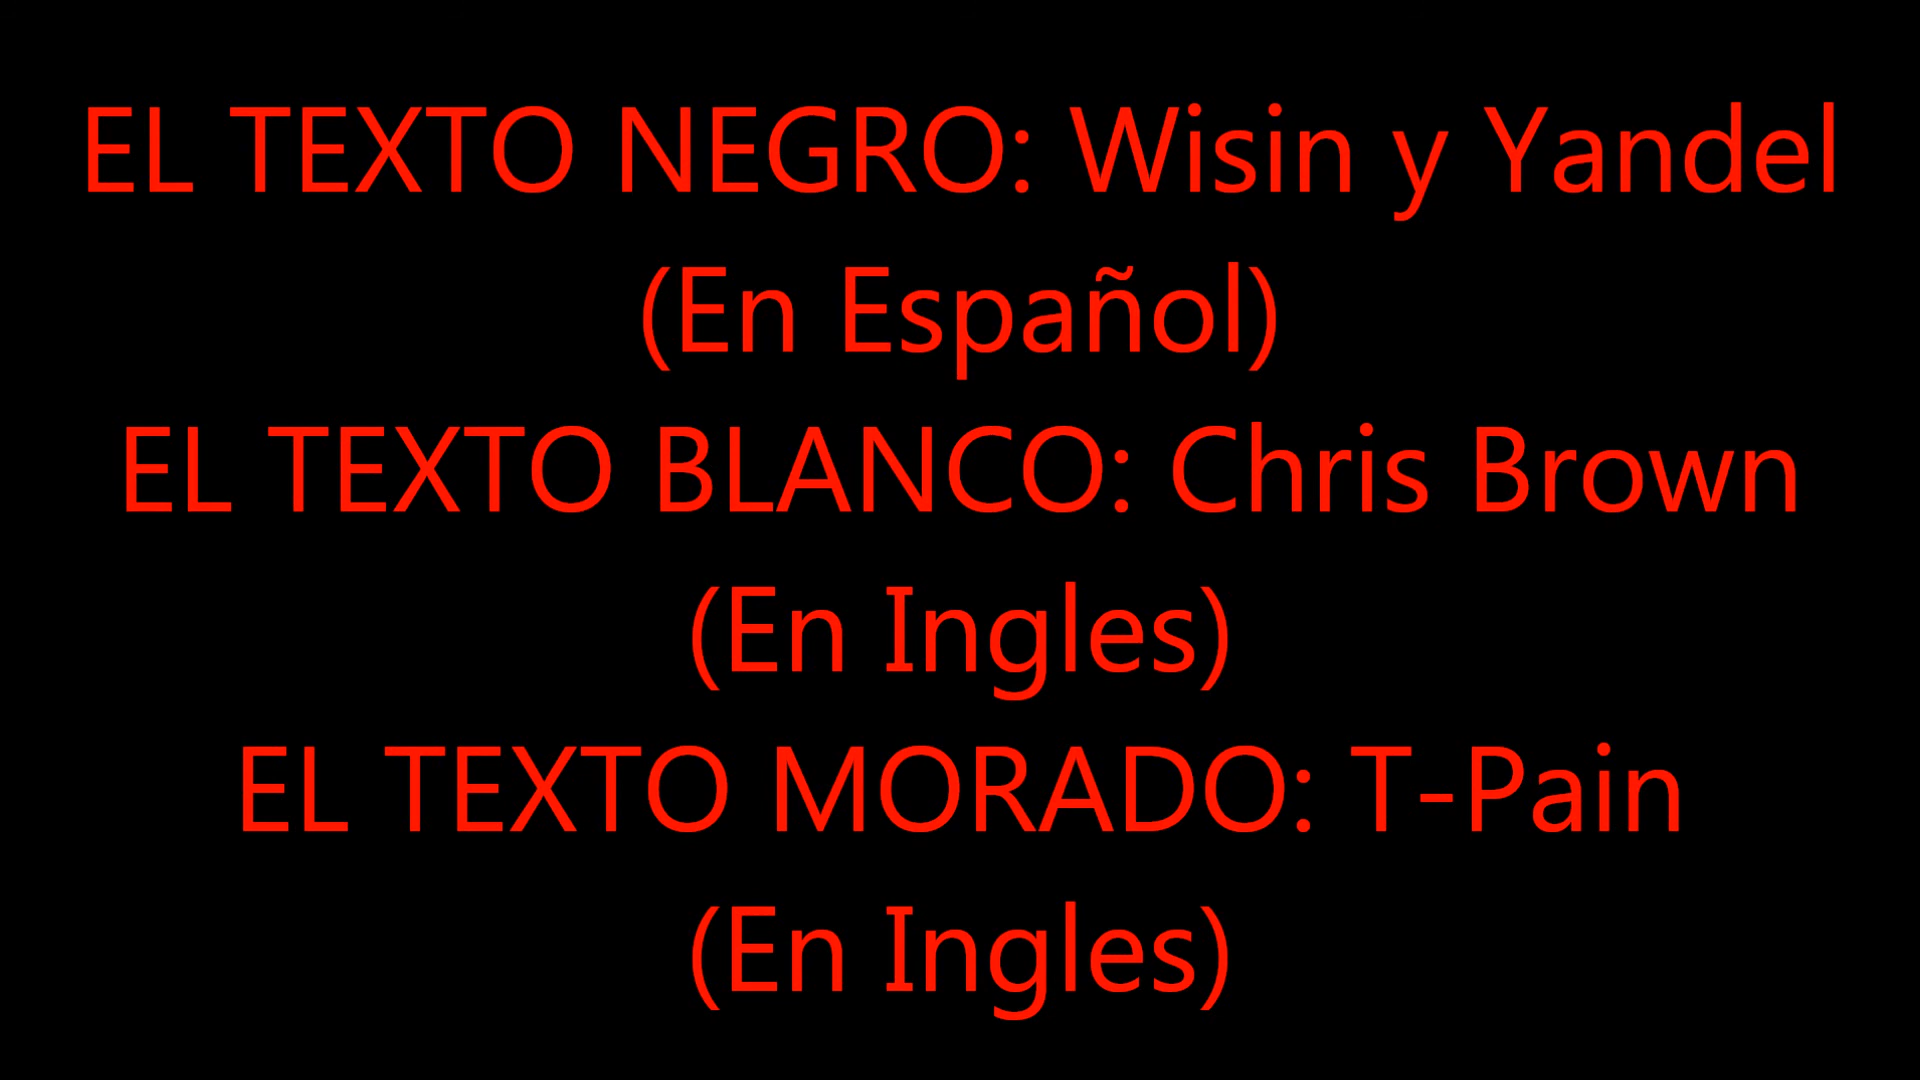 EL TEXTO NEGRO: Wisin y Yandel
(En Español)
EL TEXTO BLANCO: Chris Brown
(En Ingles)
EL TEXTO MORADO: T-Pain
(En Ingles)